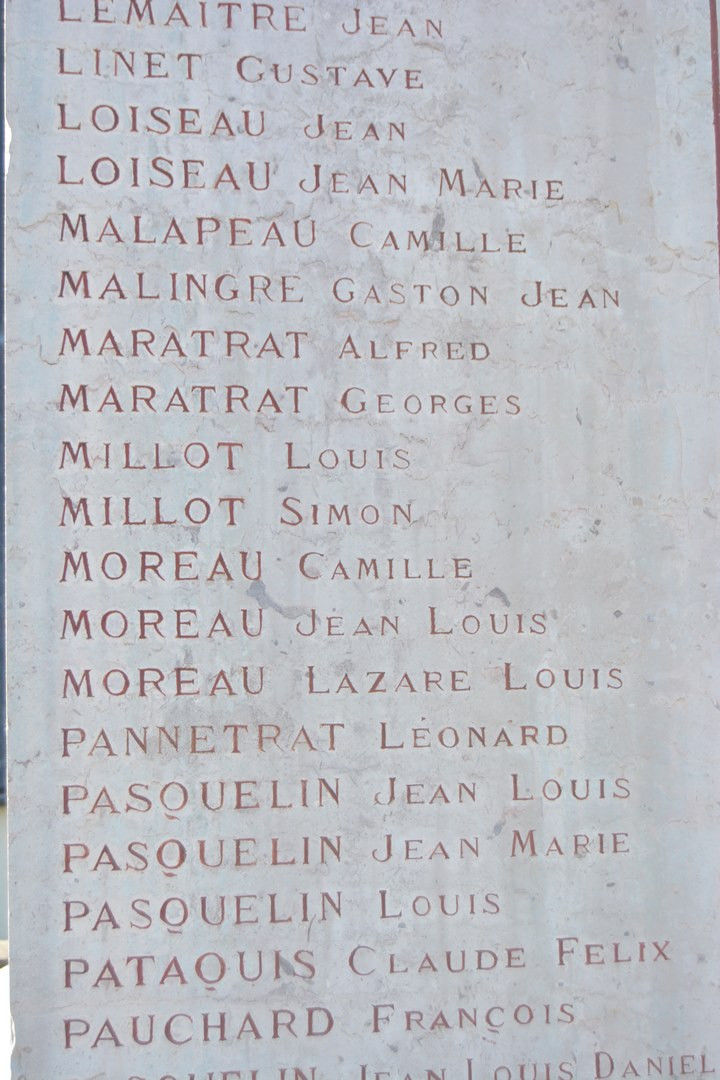 LEMAITRE JEAN
LINET GUSTAVE
LOISEAU JEAN
LOISEAU JEAN MARIE
MALAPEAU CAMILLE
MALINGRE GASTON JEAN
MARATRAT ALFRED
MARATRAT GEORGES
MILLOT LOUIS
MILLOT SIMON
MOREAU CAMILLE
MOREAU JEAN LOUIS
MOREAU LAZARE LOUIS
PANNETRAT LÉONARD
PASQUELIN JEAN LOUIS
PASQUELIN JEAN MARIE
PASQUELIN LOUIS
PATAQUIS CLAUDE FELIX
PAUCHARD FRANÇOIS
JEAN LOUIS DANIEL